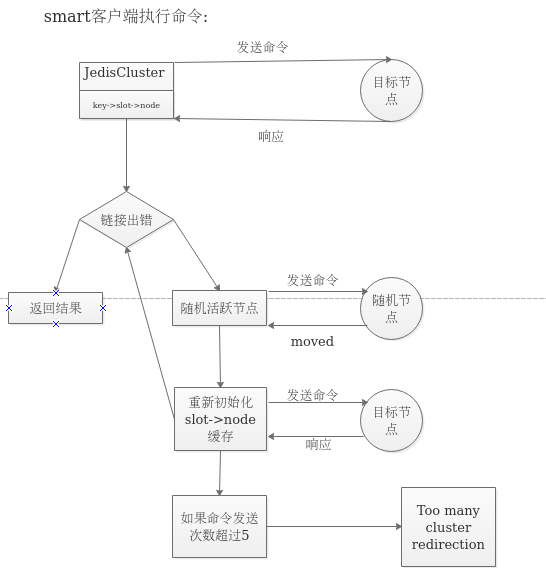 smart客户端执行命令:
发送命令
JedisCluster
key->slot->node
目标节
点
响应
链接出错
返回结果
随机活跃节点
发送命令
随机节
点
moved
重新初始化
slot->node
缓存
发送命令
目标节
点
响应
如果命令发送
次数超过5
Too many
cluster
redirection